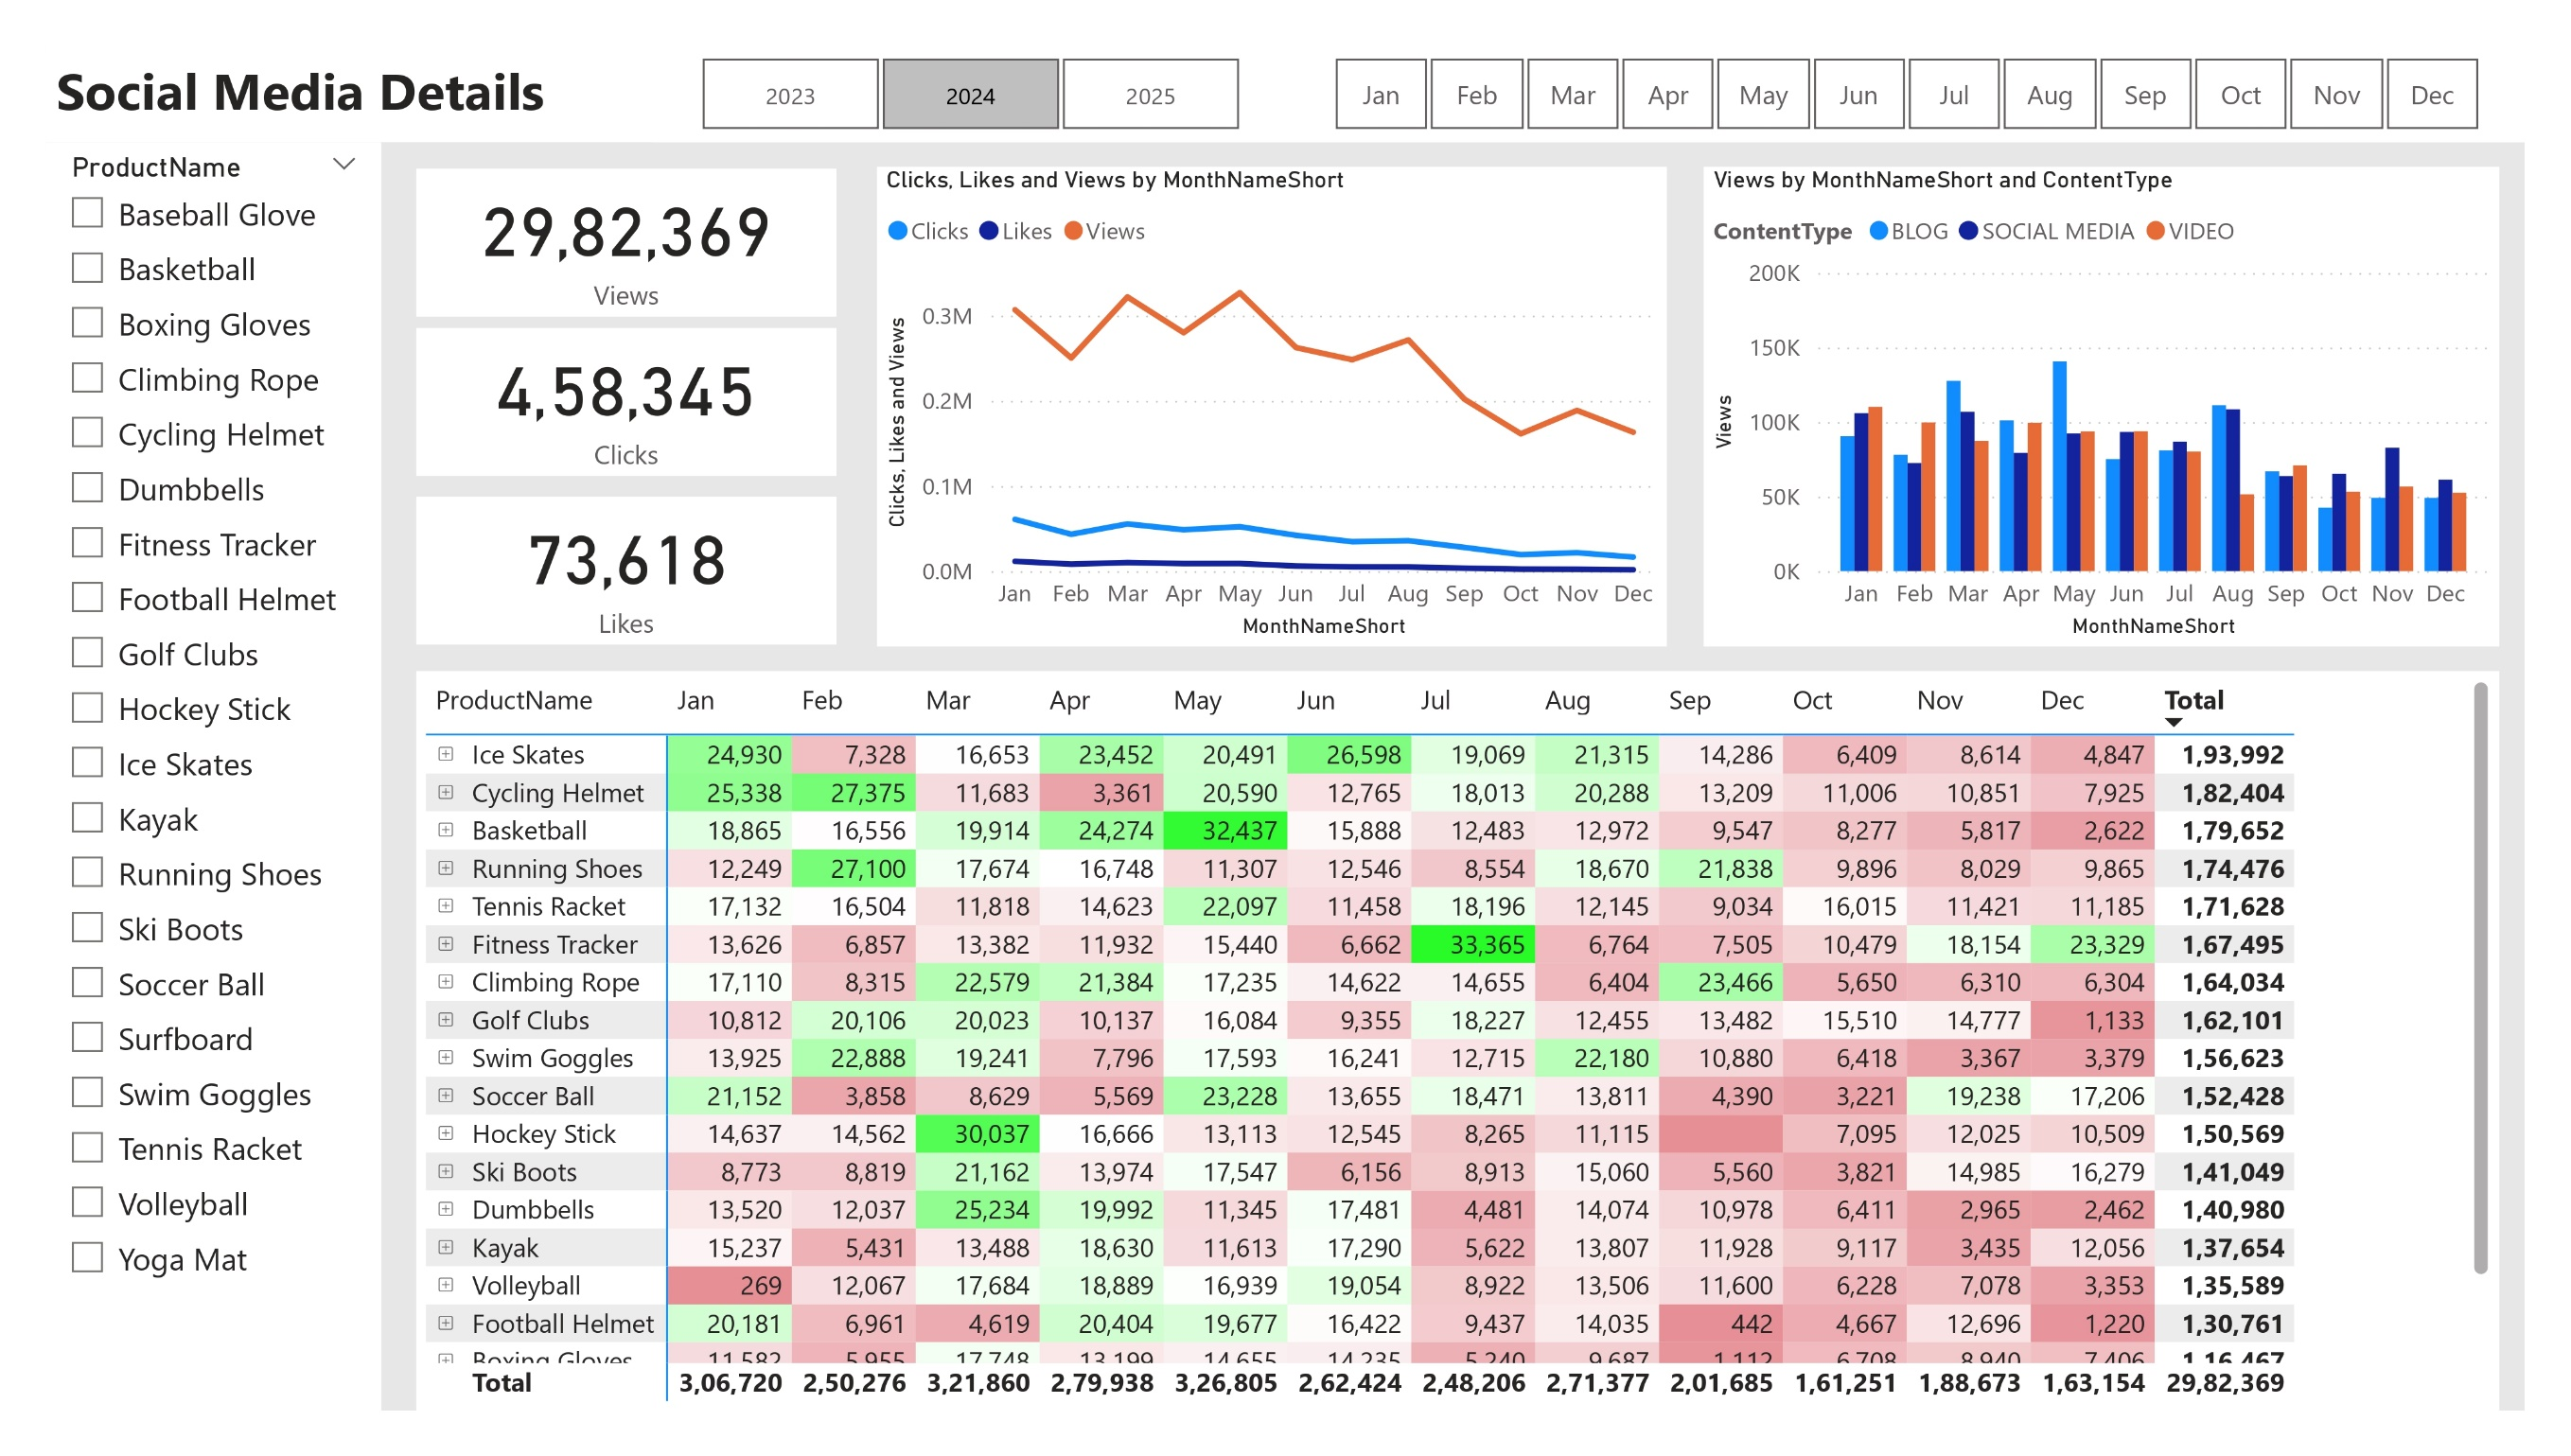 Social Media Details
2023 2024 2025
Jan Feb Mar Apr May Jun Jul Aug Sep Oct Nov Dec
ProductName
Baseball Glove
Basketball
Boxing Gloves
Climbing Rope
Cycling Helmet
Dumbbells
Fitness Tracker
Football Helmet
Golf Clubs
Hockey Stick
Ice Skates
Kayak
Running Shoes
Ski Boots
Soccer Ball
Surfboard
Swim Goggles
Tennis Racket
Volleyball
Yoga Mat
29,82,369
Views
4,58,345
Clicks
73,618
Likes
Clicks, Likes and Views by MonthNameShort
Clicks Likes Views
Clicks, Likes and Views
0.3M
0.2M
0.1M
0.0M
Jan Feb Mar Apr May Jun Jul Aug Sep Oct Nov Dec
MonthNameShort
Views by MonthNameShort and ContentType
ContentType BLOG SOCIAL MEDIA VIDEO
Views
200K
150K
100K
50K
0K
Jan Feb Mar Apr May Jun Jul Aug Sep Oct Nov Dec
MonthNameShort
ProductName Jan Feb Mar Apr May Jun Jul Aug Sep Oct Nov Dec Total
Ice Skates 24,930 7,328 16,653 23,452 20,491 26,598 19,069 21,315 14,286 6,409 8,614 4,847 1,93,992
Cycling Helmet 25,338 27,375 11,683 3,361 20,590 12,765 18,013 20,288 13,209 11,006 10,851 7,925 1,82,404
Basketball 18,865 16,556 19,914 24,274 32,437 15,888 12,483 12,972 9,547 8,277 5,817 2,622 1,79,652
Running Shoes 12,249 27,100 17,674 16,748 11,307 12,546 8,554 18,670 21,838 9,896 8,029 9,865 1,74,476
Tennis Racket 17,132 16,504 11,818 14,623 22,097 11,458 18,196 12,145 9,034 16,015 11,421 11,185 1,71,628
Fitness Tracker 13,626 6,857 13,382 11,932 15,440 6,662 33,365 6,764 7,505 10,479 18,154 23,329 1,67,495
Climbing Rope 17,110 8,315 22,579 21,384 17,235 14,622 14,655 6,404 23,466 5,650 6,310 6,304 1,64,034
Golf Clubs 10,812 20,106 20,023 10,137 16,084 9,355 18,227 12,455 13,482 15,510 14,777 1,133 1,62,101
Swim Goggles 13,925 22,888 19,241 7,796 17,593 16,241 12,715 22,180 10,880 6,418 3,367 3,379 1,56,623
Soccer Ball 21,152 3,858 8,629 5,569 23,228 13,655 18,471 13,811 4,390 3,221 19,238 17,206 1,52,428
Hockey Stick 14,637 14,562 30,037 16,666 13,113 12,545 8,265 11,115 7,095 12,025 10,509 1,50,569
Ski Boots 8,773 8,819 21,162 13,974 17,547 6,156 8,913 15,060 5,560 3,821 14,985 16,279 1,41,049
Dumbbells 13,520 12,037 25,234 19,992 11,345 17,481 4,481 14,074 10,978 6,411 2,965 2,462 1,40,980
Kayak 15,237 5,431 13,488 18,630 11,613 17,290 5,622 13,807 11,928 9,117 3,435 12,056 1,37,654
Volleyball 269 12,067 17,684 18,889 16,939 19,054 8,922 13,506 11,600 6,228 7,078 3,353 1,35,589
Football Helmet 20,181 6,961 4,619 20,404 19,677 16,422 9,437 14,035 442 4,667 12,696 1,220 1,30,761
Boxing Gloves 11,582 5,955 17,748 13,199 14,655 14,235 5,240 9,687 1,112 6,708 8,940 7,406 1,16,467
Total 3,06,720 2,50,276 3,21,860 2,79,938 3,26,805 2,62,424 2,48,206 2,71,377 2,01,685 1,61,251 1,88,673 1,63,154 29,82,369